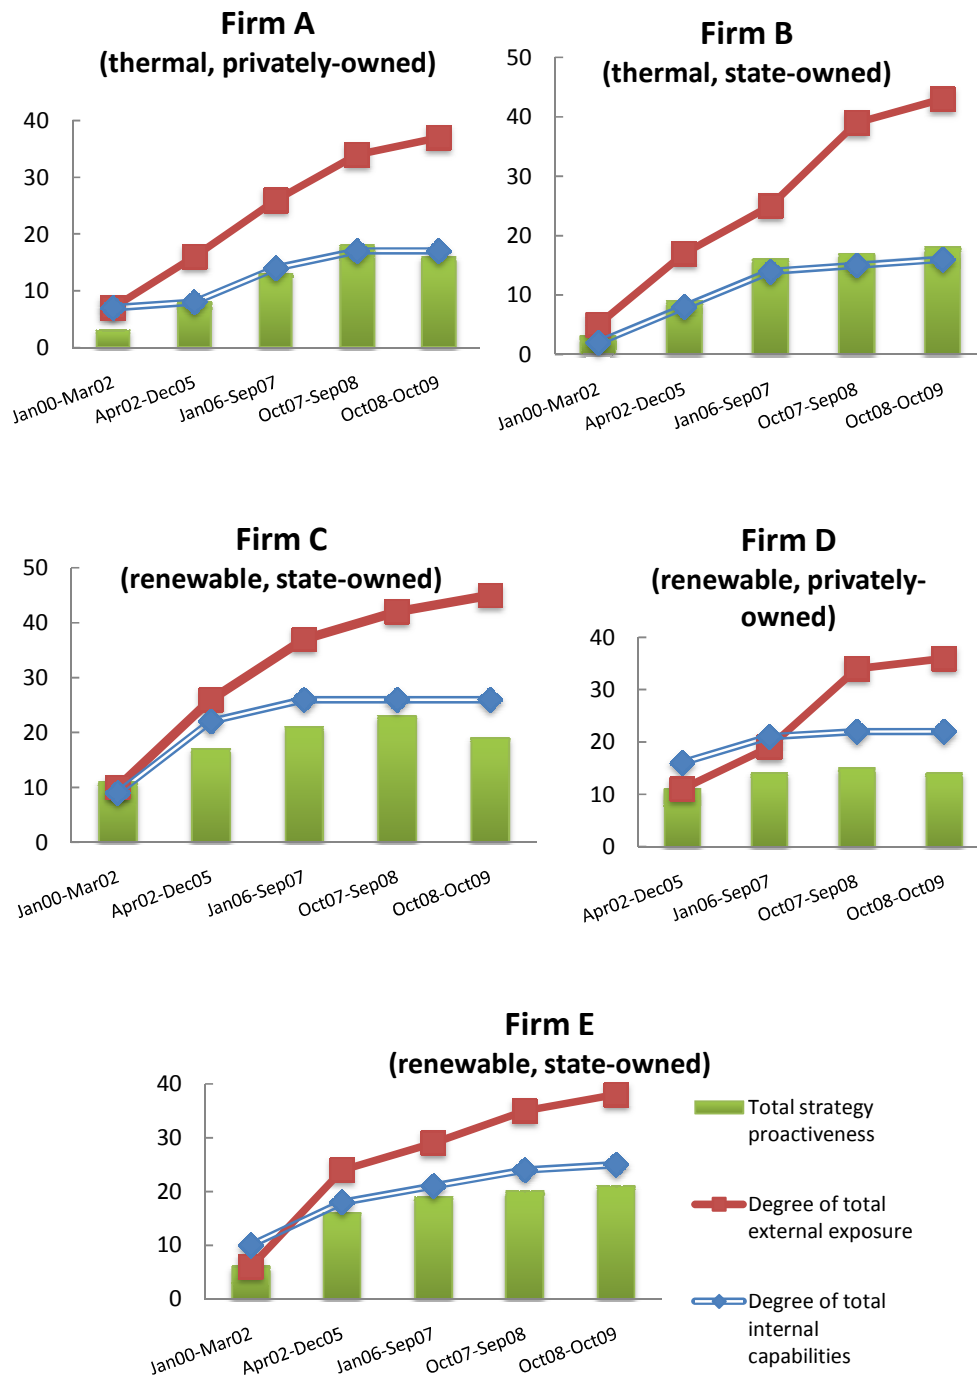 Firm A
(thermal, privately-owned)
40
30
20
10
0
Jan00-Mar02
Apr02-Dec05
Jan06-Sep07
Oct07-Sep08
Oct08-Oct09
Firm B
(thermal, state-owned)
50
40
30
20
10
0
Jan00-Mar02
Apr02-Dec05
Jan06-Sep07
Oct07-Sep08
Oct08-Oct09
Firm C
(renewable, state-owned)
50
40
30
20
10
0
Jan00-Mar02
Apr02-Dec05
Jan06-Sep07
Oct07-Sep08
Oct08-Oct09
Firm D
(renewable, privately-
owned)
40
30
20
10
0
Apr02-Dec05
Jan06-Sep07
Oct07-Sep08
Oct08-Oct09
Firm E
(renewable, state-owned)
40
30
20
10
0
Jan00-Mar02
Apr02-Dec05
Jan06-Sep07
Oct07-Sep08
Oct08-Oct09
Total strategy
proactiveness
Degree of total
external exposure
Degree of total
internal
capabilities